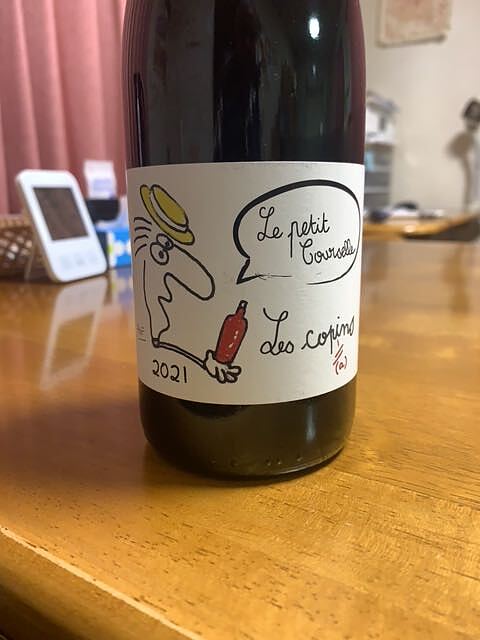 Le petit
Courselle
Les copins
(a)
2021